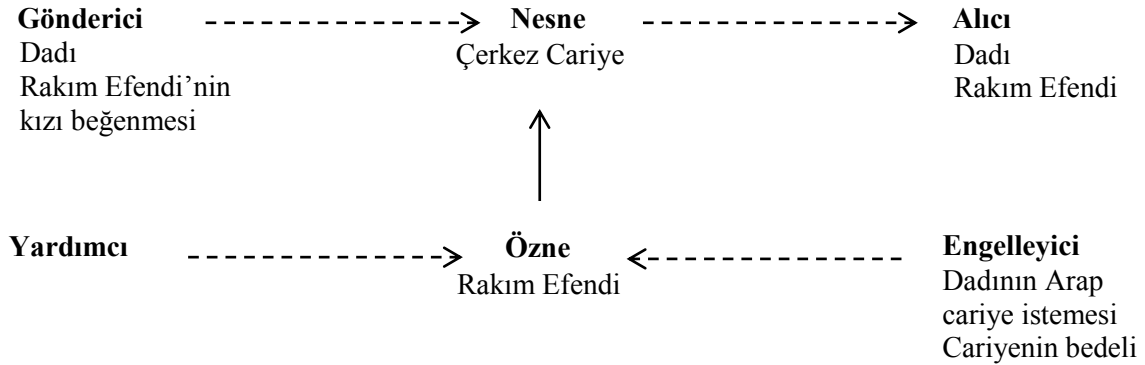 Gönderici
Dadı
Rakım Efendi’nin
kızı beğenmesi
Nesne
Çerkez Cariye
Alıcı
Dadı
Rakım Efendi
Yardımcı
Özne
Rakım Efendi
Engelleyici
Dadının Arap
cariye istemesi
Cariyenin bedeli